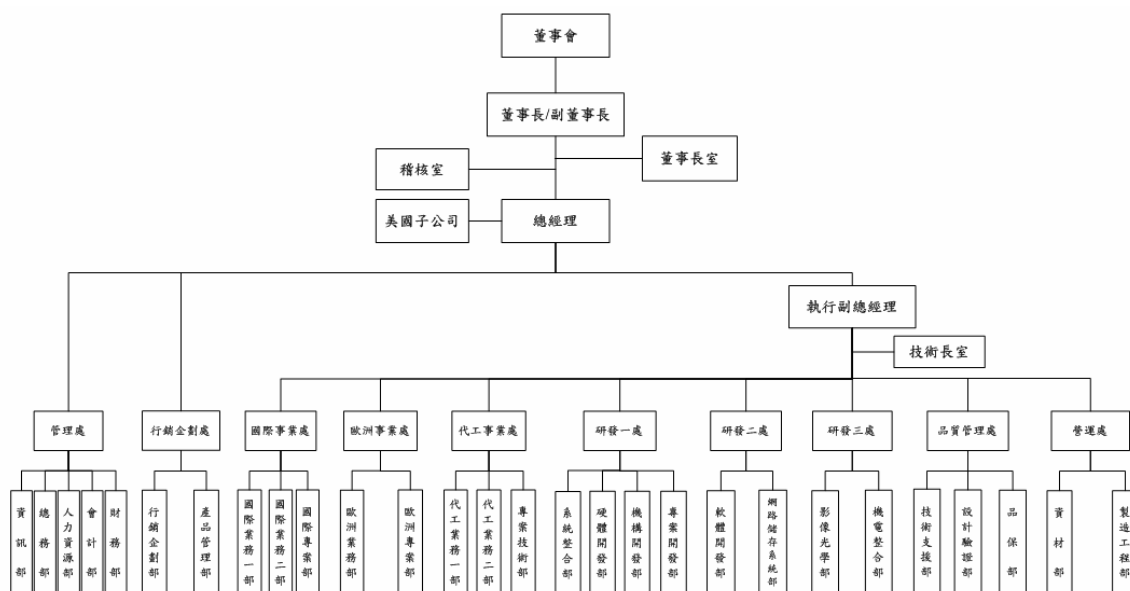 董事會
董事長/副董事長
董事長室
稽核室
美國子公司
總經理
執行副總經理
技術長室
管理處
行銷企劃處
國際事業處
歐洲事業處
代工事業處
研發一處
研發二處
研發三處
品質管理處
營運處
資訊部
總務部
人力資源部
會計部
財務部
行銷企劃部
產品管理部
國際業務一部
國際業務二部
國際專案部
歐洲業務部
歐洲專案部
代工業務一部
代工業務二部
專案技術部
系統整合部
硬體開發部
機構開發部
專案開發部
軟體開發部
網路儲存系統部
影像光學部
機電整合部
技術支援部
設計驗證部
品保部
資材部
製造工程部